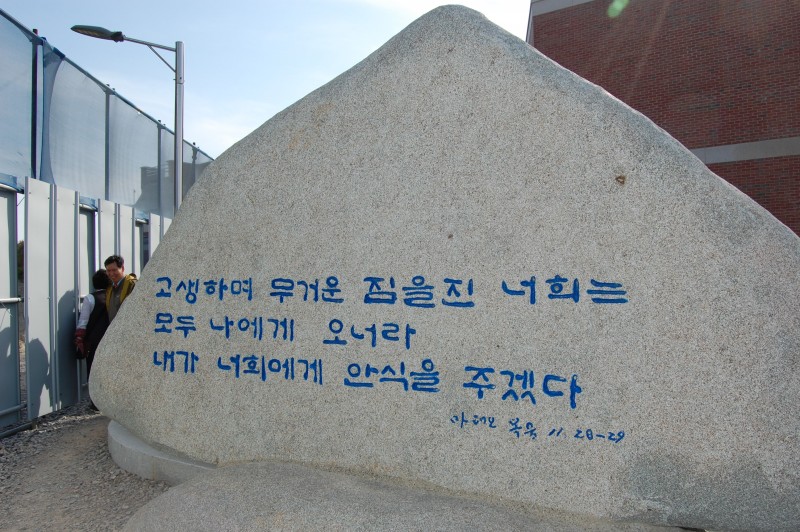 고생하며 무거운 짐을진 너희는
모두 나에게 오너라
내가 너희에게 안식을 주겠다
마태오 복음 11 28-29